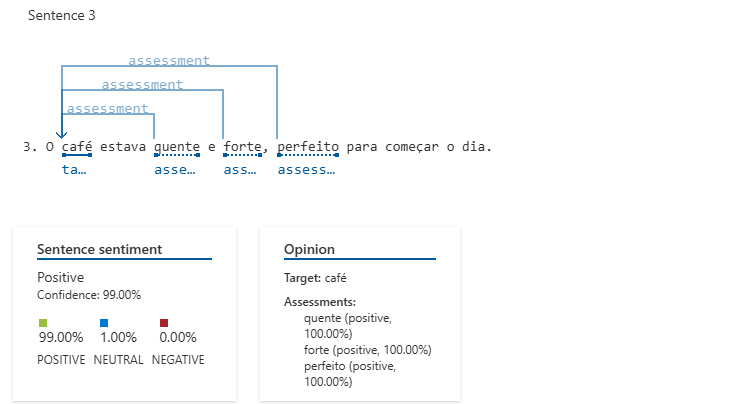 Sentence 3
assessment
assessment
assessment
3. O café estava quente e forte, perfeito para começar o dia.
ta… asse… ass… assess…
Sentence sentiment
Positive
Confidence: 99.00%
99.00% 1.00% 0.00%
POSITIVE NEUTRAL NEGATIVE
Opinion
Target: café
Assessments:
quente (positive,
100.00%)
forte (positive, 100.00%)
perfeito (positive,
100.00%)